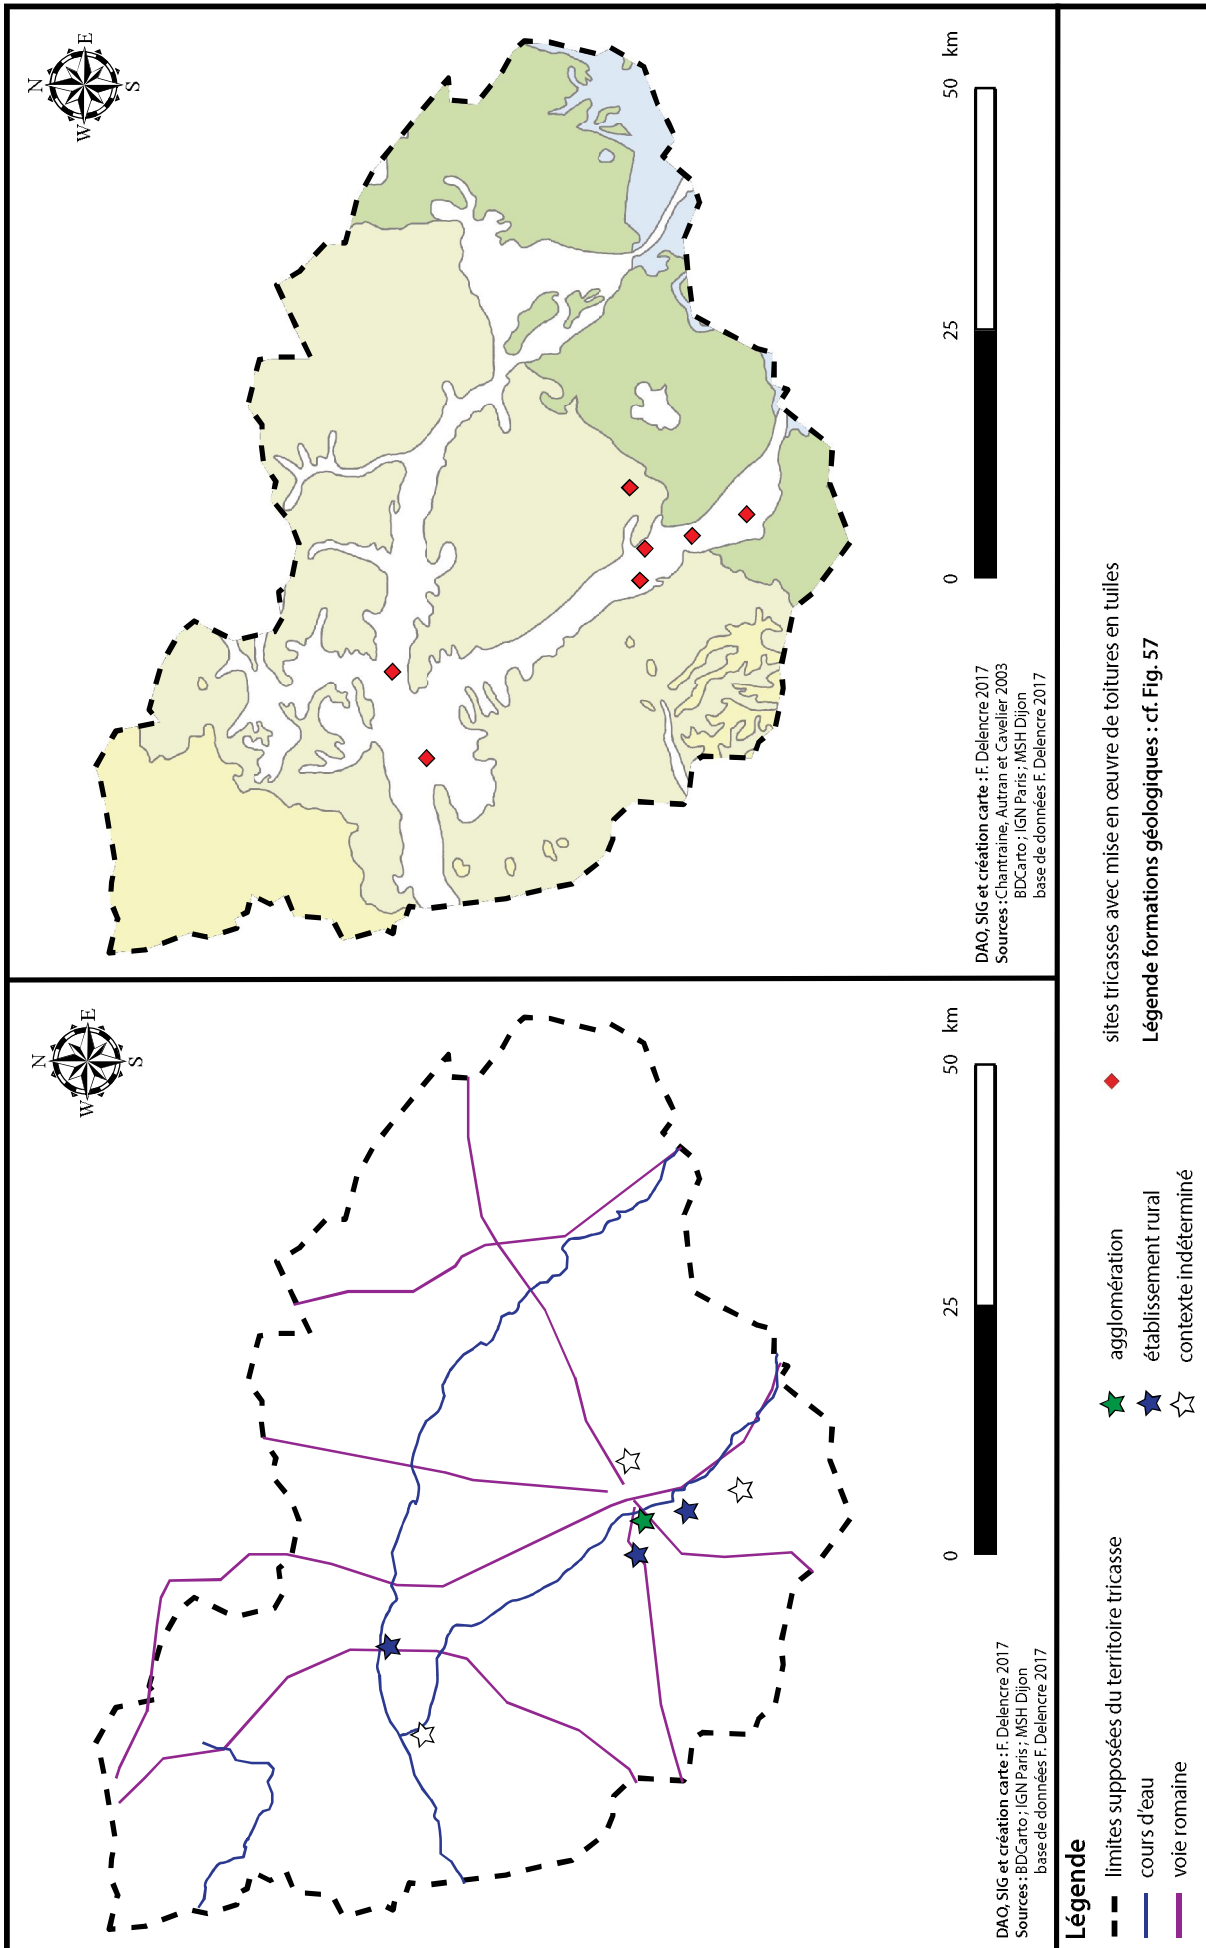 N
E
S
W
0
25
50
km
DAO, SIG et création carte : F. Delencre 2017
Sources : BDCarto ; IGN Paris ; MSH Dijon
base de données F. Delencre 2017
N
E
S
W
0
25
50
km
DAO, SIG et création carte : F. Delencre 2017
Sources : Chantraine, Autran et Cavelier 2003
BDCarto ; IGN Paris ; MSH Dijon
base de données F. Delencre 2017
Légende
limites supposées du territoire tricasse
cours d'eau
voie romaine
agglomération
établissement rural
contexte indéterminé
sites tricasses avec mise en œuvre de toitures en tuiles
Légende formations géologiques : cf. Fig. 57